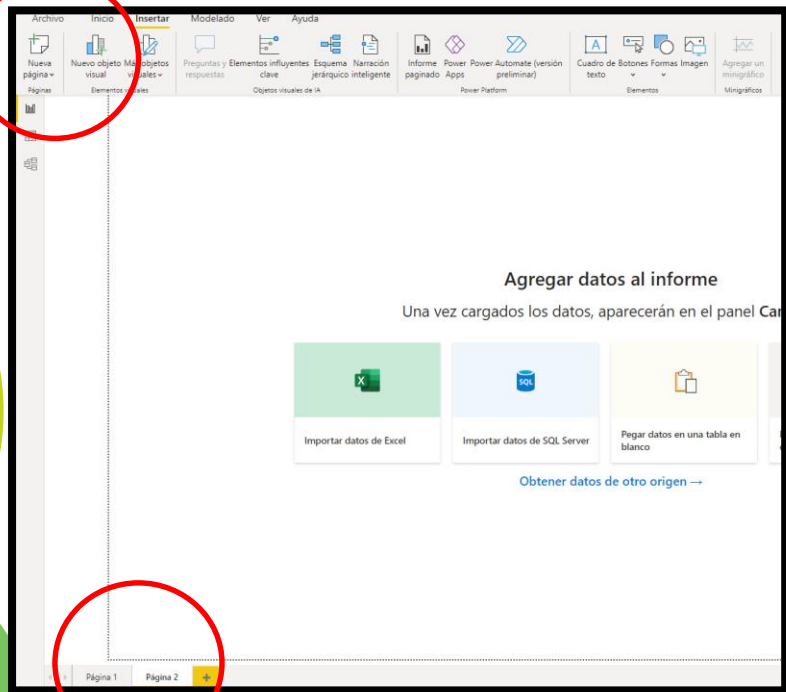 Archivo Inicio Insertar Modelado Ver Ayuda
Nueva página
Nuevo objeto visual
objetos
Preguntas y respuestas
Elementos influyentes clave
Esquema jerárquico
Narración inteligente
Informe paginado
Power Apps
Power Automate (versión preliminar)
Cuadro de texto
Botones
Formas
Imagen
Agregar un minigráfico
Páginas
Objetos visuales de IA
Power Platform
Elementos
Minigráficos
Agregar datos al informe
Una vez cargados los datos, aparecerán en el panel
SQL
Importar datos de Excel
Importar datos de SQL Server
Pegar datos en una tabla en
blanco
Obtener datos de otro origen →
Página 1 Página 2 +